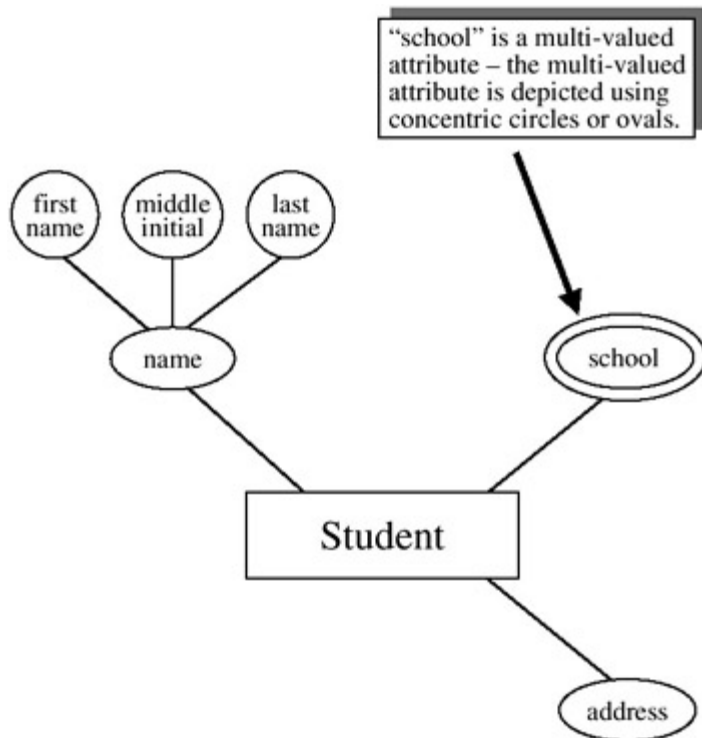 “school” is a multi-valued
attribute – the multi-valued
attribute is depicted using
concentric circles or ovals.
first
name
middle
initial
last
name
name
school
Student
address